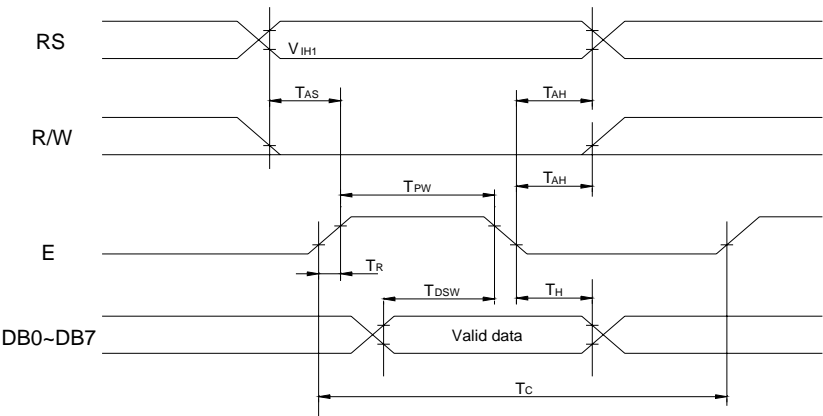 RS
VIH1
TAS
TAH
R/W
TPW
TAH
E
TR
TDSW
TH
DB0~DB7
Valid data
TC